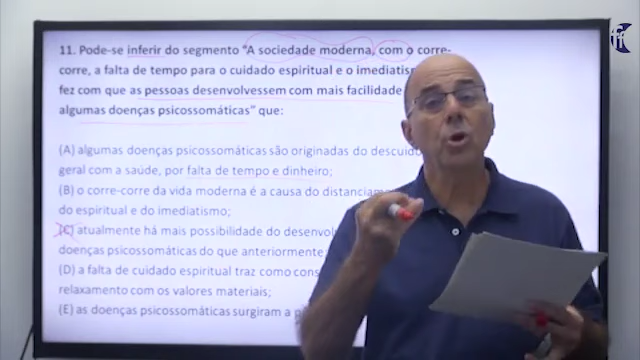 11. Pode-se inferir do segmento “A sociedade moderna, com o corre-
corre, a falta de tempo para o cuidado espiritual e o imediatis
fez com que as pessoas desenvolvessem com mais facilidade
algumas doenças psicossomáticas” que:
(A) algumas doenças psicossomáticas são originadas do descuid
geral com a saúde, por falta de tempo e dinheiro;
(B) o corre-corre da vida moderna é a causa do
do espiritual e do imediatismo;
(C) atualmente há mais possibilidade do
doenças psicossomáticas do que anteriormente
(D) a falta de cuidado espiritual traz como
relaxamento com os valores materiais;
(E) as doenças psicossomáticas surgiram a